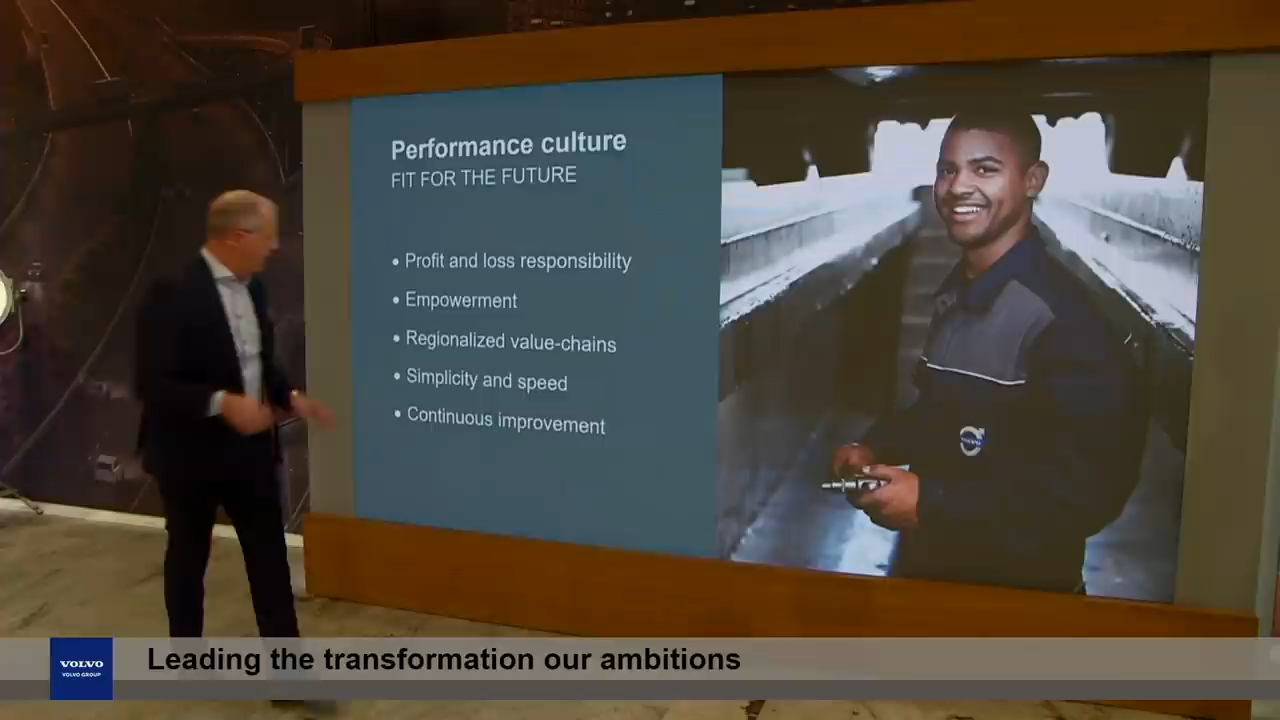 Performance culture
FIT FOR THE FUTURE
• Profit and loss responsibility
• Empowerment
• Regionalized value-chains
• Simplicity and speed
• Continuous improvement
VOLVO
VOLVO
VOLVO GROUP
Leading the transformation our ambitions